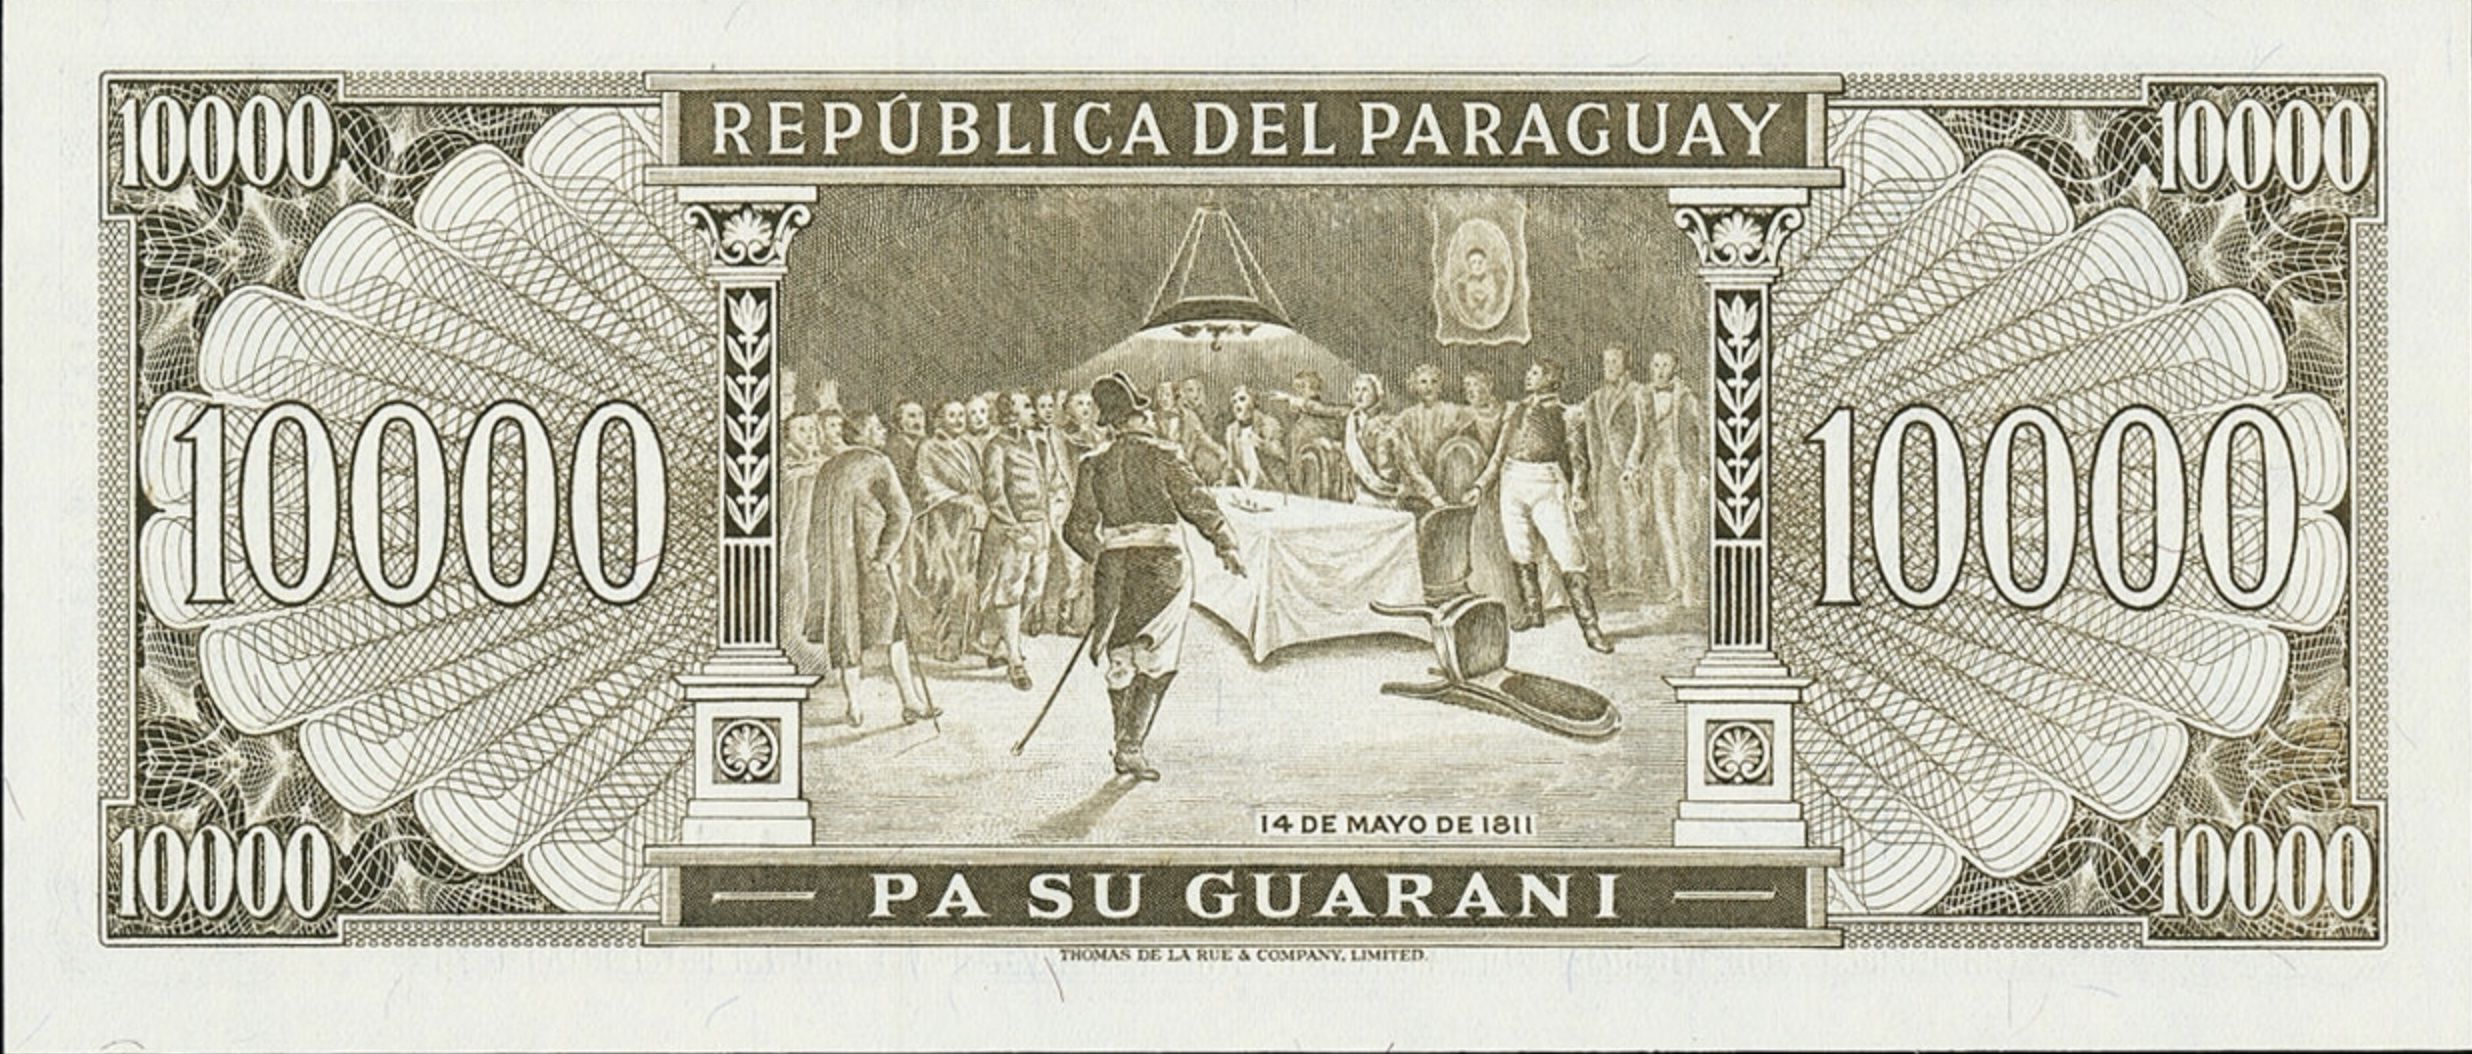 10000 REPÚBLICA DEL PARAGUAY 10000
10000 10000
14 DE MAYO DE 1811
10000 PA SU GUARANI 10000
THOMAS DE LA RUE & COMPANY, LIMITED.